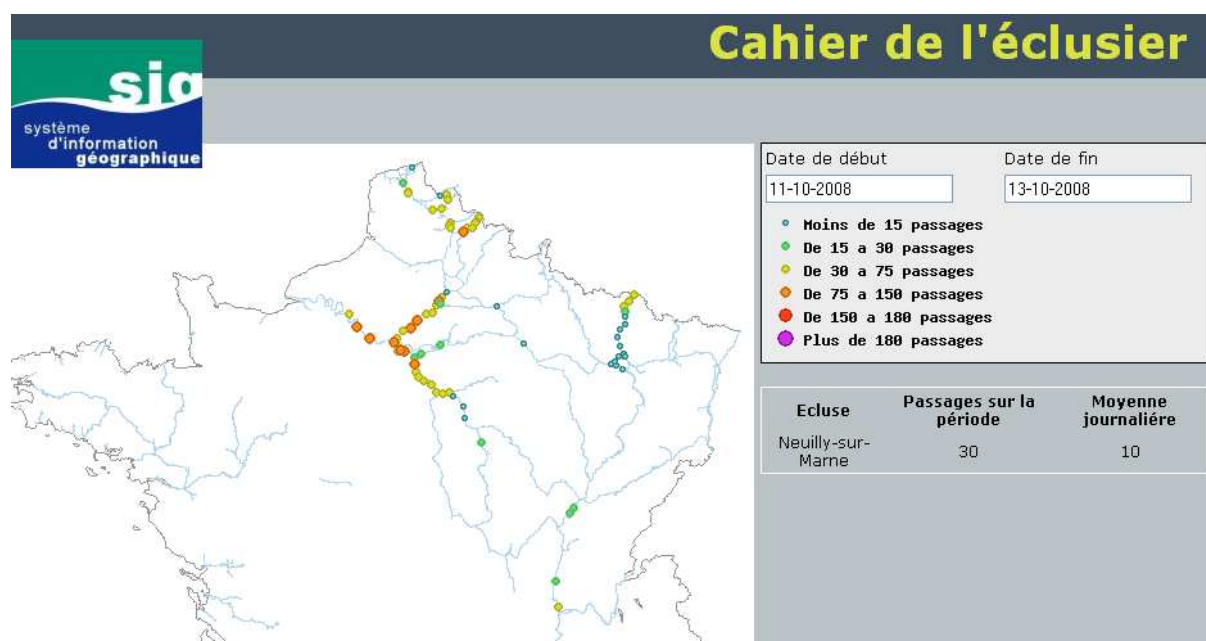 Cahier de l'éclusier
sig
système
d'information
géographique
Date de début
Date de fin
11-10-2008
13-10-2008
Moins de 15 passages
De 15 a 30 passages
De 30 a 75 passages
De 75 a 150 passages
De 150 a 180 passages
Plus de 180 passages
Ecluse
Passages sur la
période
Moyenne
journaliére
Neuilly-sur-
Marne
30
10